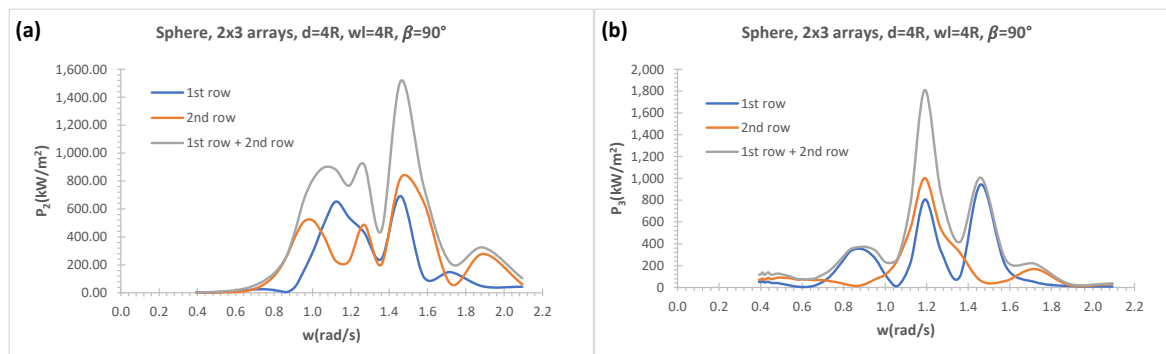 (a)
Sphere, 2x3 arrays, d=4R, wl=4R, β=90°
P₂(kW/m²)
1,600.00
1,400.00
1,200.00
1,000.00
800.00
600.00
400.00
200.00
0.00
1st row
2nd row
1st row + 2nd row
0.0 0.2 0.4 0.6 0.8 1.0 1.2 1.4 1.6 1.8 2.0 2.2
w(rad/s)
(b)
Sphere, 2x3 arrays, d=4R, wl=4R, β=90°
P₃(kW/m²)
2,000
1,800
1,600
1,400
1,200
1,000
800
600
400
200
0
1st row
2nd row
1st row + 2nd row
0.0 0.2 0.4 0.6 0.8 1.0 1.2 1.4 1.6 1.8 2.0 2.2
w(rad/s)